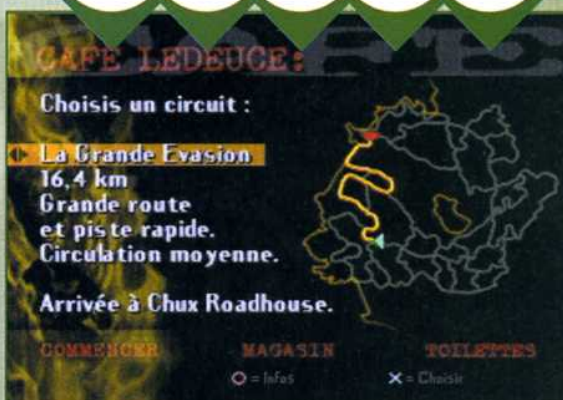 CAFE LEDEUCE:
Choisis un circuit :
La Grande Evasion
16,4 km
Grande route
et piste rapide.
Circulation moyenne.
Arrivée à Chux Roadhouse.
COMMENCER MAGASIN TOILETTES
O = Infos X = Choisir